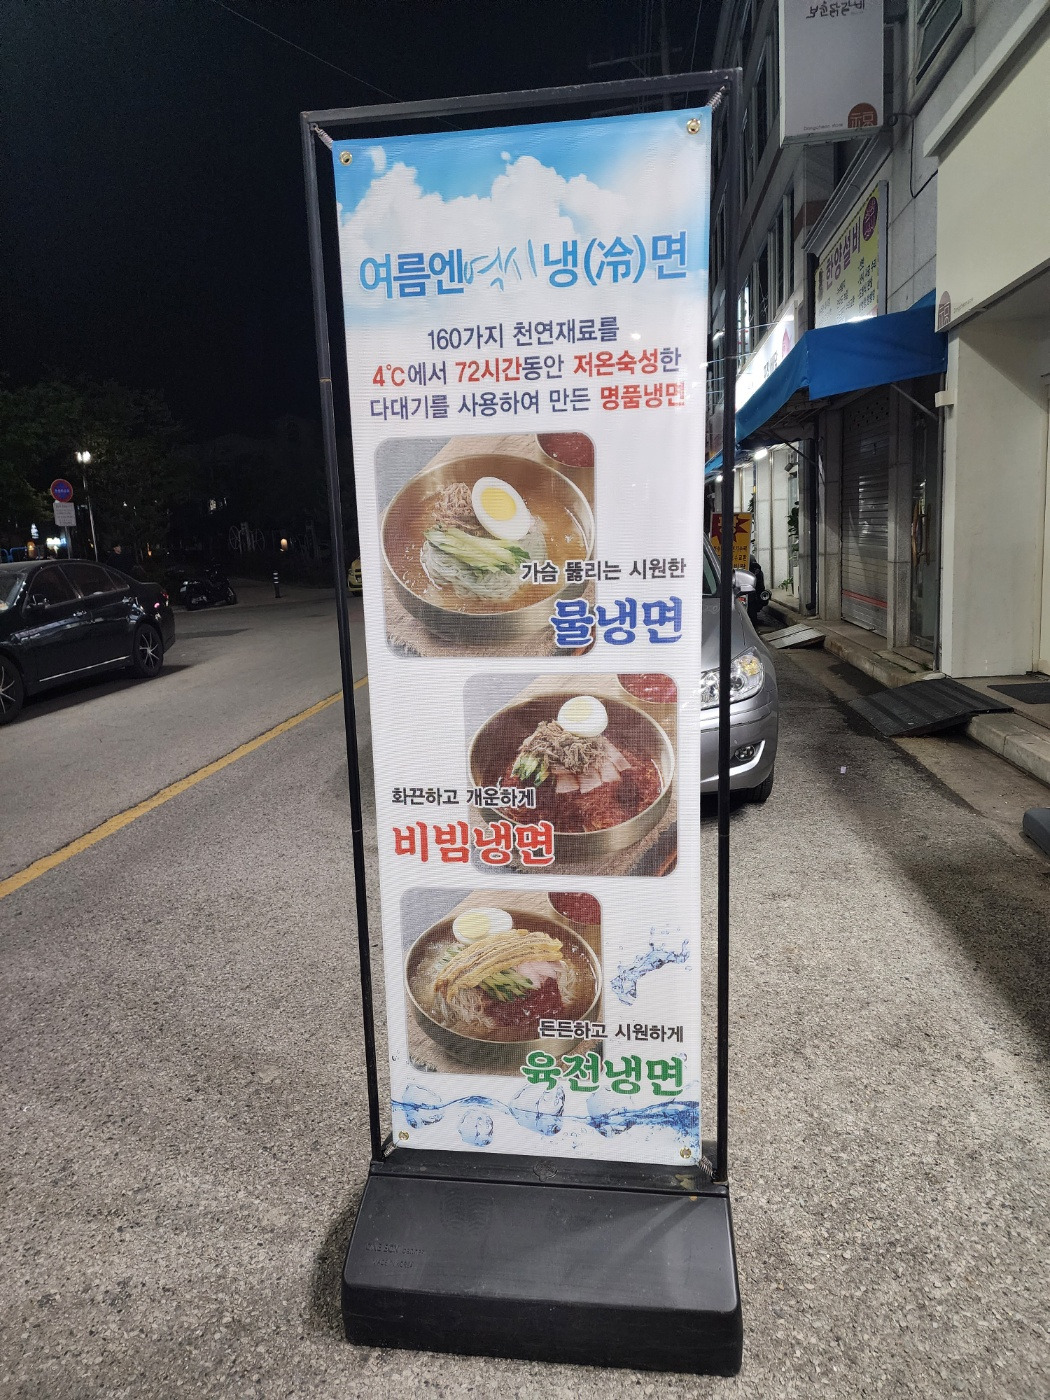 여름엔 역시 냉(冷)면
160가지 천연재료를
4℃에서 72시간동안 저온숙성한
다대기를 사용하여 만든 명품냉면
가슴 뚫리는 시원한
물냉면
화끈하고 개운하게
비빔냉면
든든하고 시원하게
육전냉면
한양설비